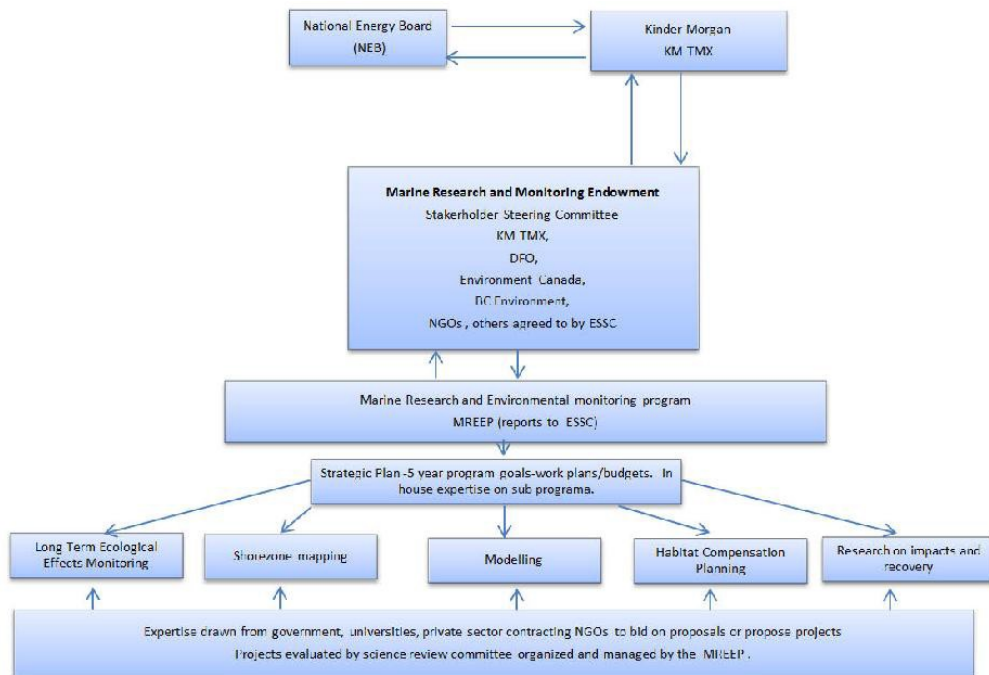 National Energy Board
(NEB)
Kinder Morgan
KM TMX
Marine Research and Monitoring Endowment
Stakerholder Steering Committee
KM TMX,
DFO,
Environment Canada,
BC Environment,
NGOs , others agreed to by ESSC
Marine Research and Environmental monitoring program
MREEP (reports to ESSC)
Strategic Plan -5 year program goals-work plans/budgets. In
house expertise on sub programa.
Long Term Ecological
Effects Monitoring
Shorezone mapping
Modelling
Habitat Compensation
Planning
Research on impacts and
recovery
Expertise drawn from government, universities, private sector contracting NGOs to bid on proposals or propose projects
Projects evaluated by science review committee organized and managed by the MREEP .